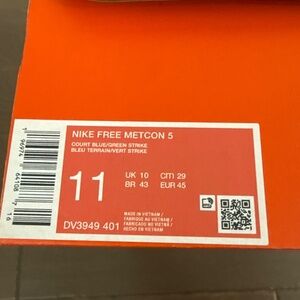 NIKE FREE METCON 5
COURT BLUE/GREEN STRIKE
BLEU TERRAIN/VERT STRIKE
11
UK 10
CITI 29
BR 43
EUR 45
MADE IN VIETNAM /
FABRIQUÉ AU VIETNAM /
FABRICADO NO VIETNÃ /
HECHO EN VIETNAM
DV3949 401